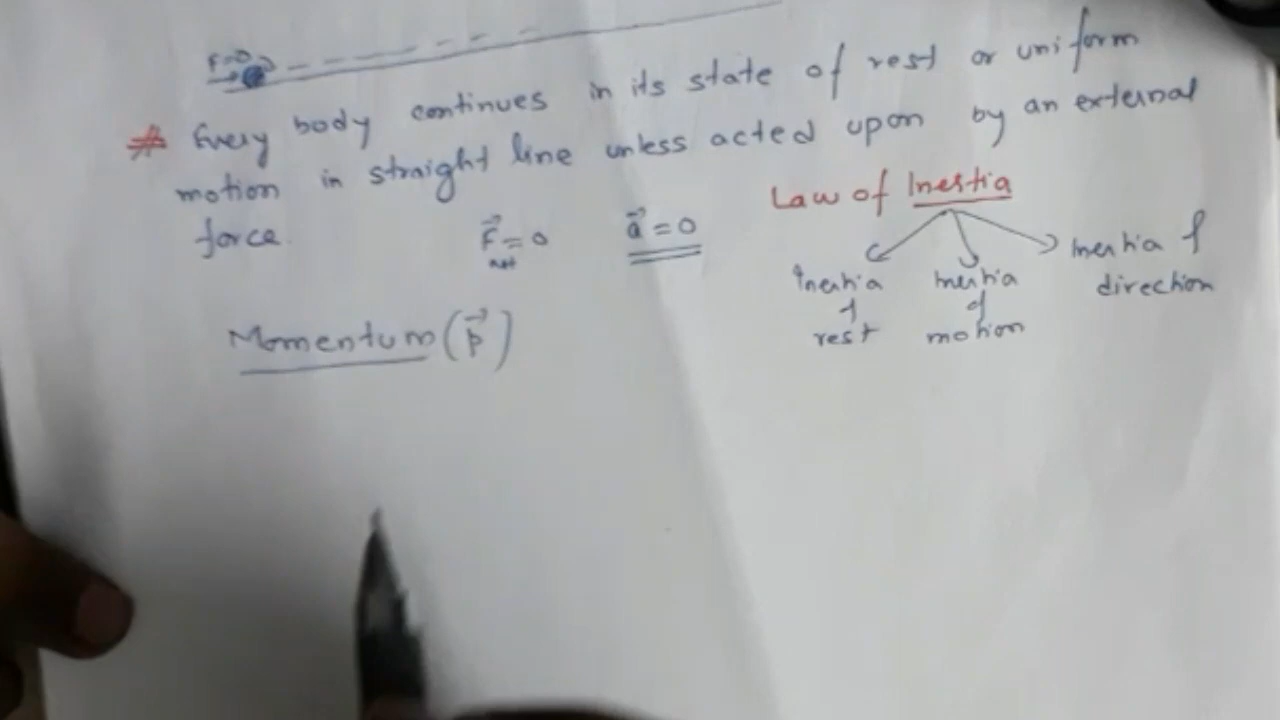 F=0
# Every body continues in its state of rest or uniform
motion in straight line unless acted upon by an external
force.
F⃗net = 0 a⃗ = 0
Law of Inertia
Inertia of rest
Inertia of motion
Inertia of direction
Momentum (p⃗)